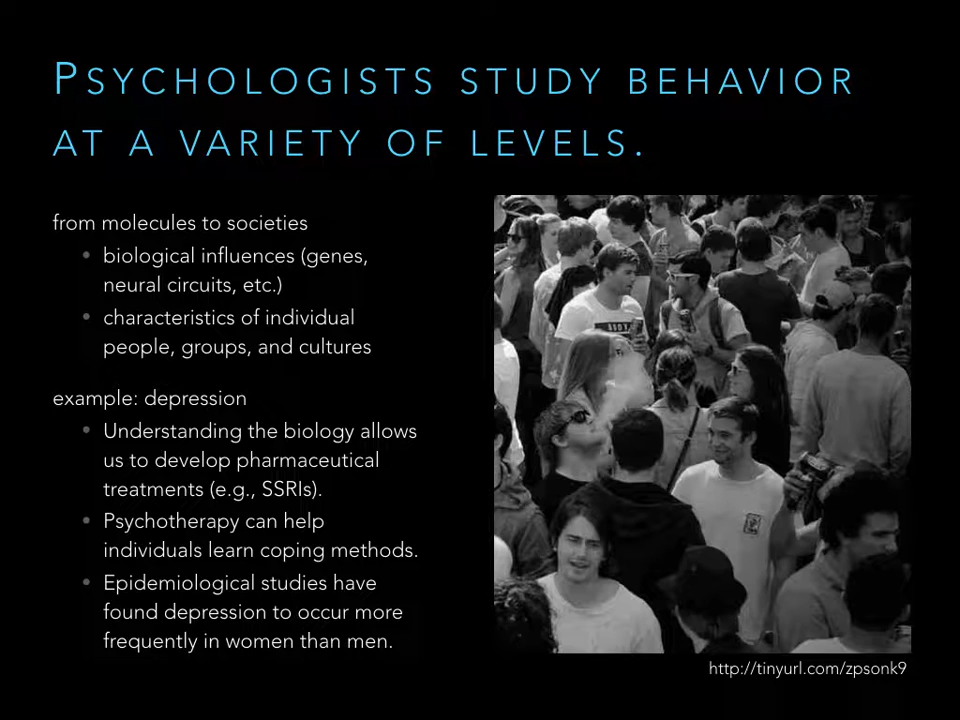 Psychologists study behavior
at a variety of levels.
from molecules to societies
• biological influences (genes,
neural circuits, etc.)
• characteristics of individual
people, groups, and cultures
example: depression
• Understanding the biology allows
us to develop pharmaceutical
treatments (e.g., SSRIs).
• Psychotherapy can help
individuals learn coping methods.
• Epidemiological studies have
found depression to occur more
frequently in women than men.
http://tinyurl.com/zpsonk9